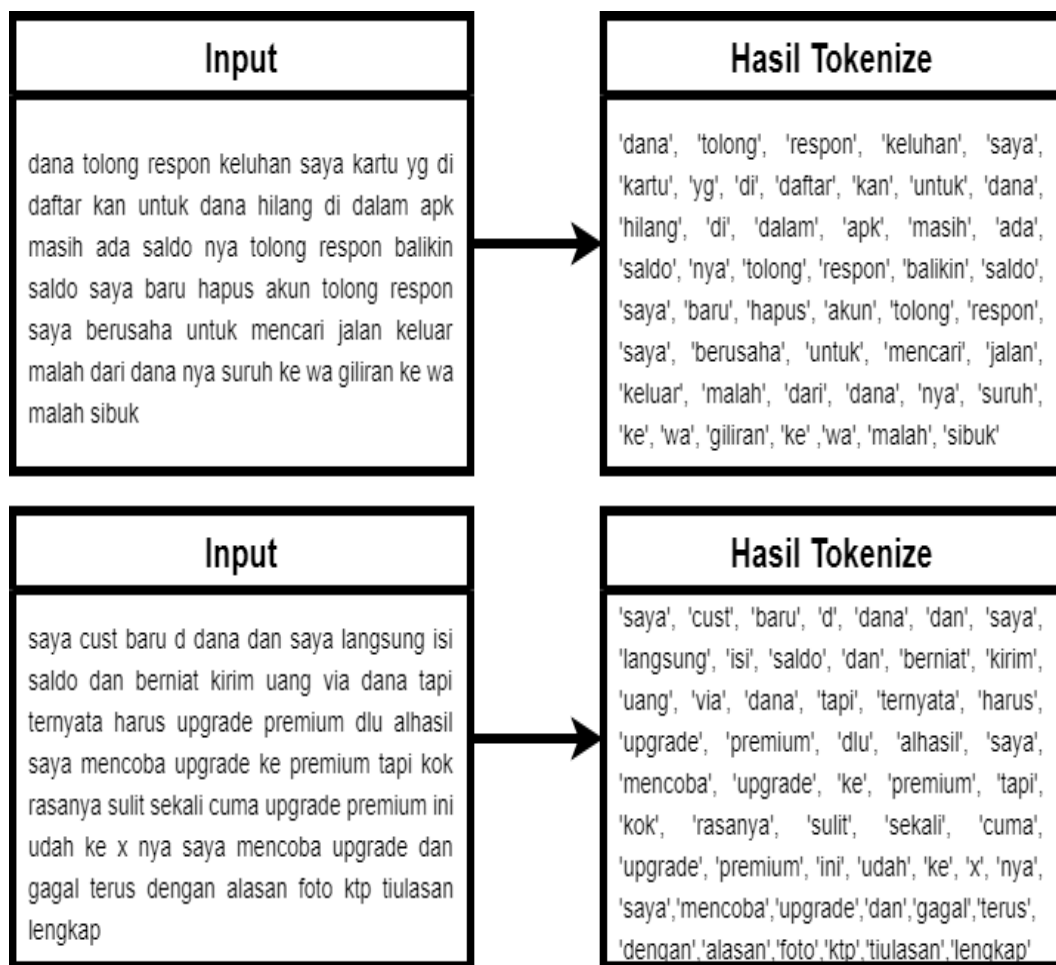 Input
dana tolong respon keluhan saya kartu yg di
daftar kan untuk dana hilang di dalam apk
masih ada saldo nya tolong respon balikin
saldo saya baru hapus akun tolong respon
saya berusaha untuk mencari jalan keluar
malah dari dana nya suruh ke wa giliran ke wa
malah sibuk
Hasil Tokenize
'dana', 'tolong', 'respon', 'keluhan', 'saya',
'kartu', 'yg', 'di', 'daftar', 'kan', 'untuk', 'dana',
'hilang', 'di', 'dalam', 'apk', 'masih', 'ada',
'saldo', 'nya', 'tolong', 'respon', 'balikin', 'saldo',
'saya', 'baru', 'hapus', 'akun', 'tolong', 'respon',
'saya', 'berusaha', 'untuk', 'mencari', 'jalan',
'keluar', 'malah', 'dari', 'dana', 'nya', 'suruh',
'ke', 'wa', 'giliran', 'ke' ,'wa', 'malah', 'sibuk'
Input
saya cust baru d dana dan saya langsung isi
saldo dan berniat kirim uang via dana tapi
ternyata harus upgrade premium dlu alhasil
saya mencoba upgrade ke premium tapi kok
rasanya sulit sekali cuma upgrade premium ini
udah ke x nya saya mencoba upgrade dan
gagal terus dengan alasan foto ktp tiulasan
lengkap
Hasil Tokenize
'saya', 'cust', 'baru', 'd', 'dana', 'dan', 'saya',
'langsung', 'isi', 'saldo', 'dan', 'berniat', 'kirim',
'uang', 'via', 'dana', 'tapi', 'ternyata', 'harus',
'upgrade', 'premium', 'dlu', 'alhasil', 'saya',
'mencoba', 'upgrade', 'ke', 'premium', 'tapi',
'kok', 'rasanya', 'sulit', 'sekali', 'cuma',
'upgrade', 'premium', 'ini', 'udah', 'ke', 'x', 'nya',
'saya','mencoba','upgrade','dan','gagal','terus',
'dengan','alasan','foto','ktp','tiulasan','lengkap'